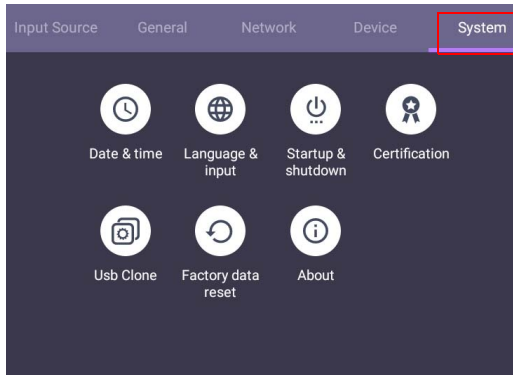 Input Source General Network Device System
Date & time Language & Startup & Certification
input shutdown
Usb Clone Factory data About
reset